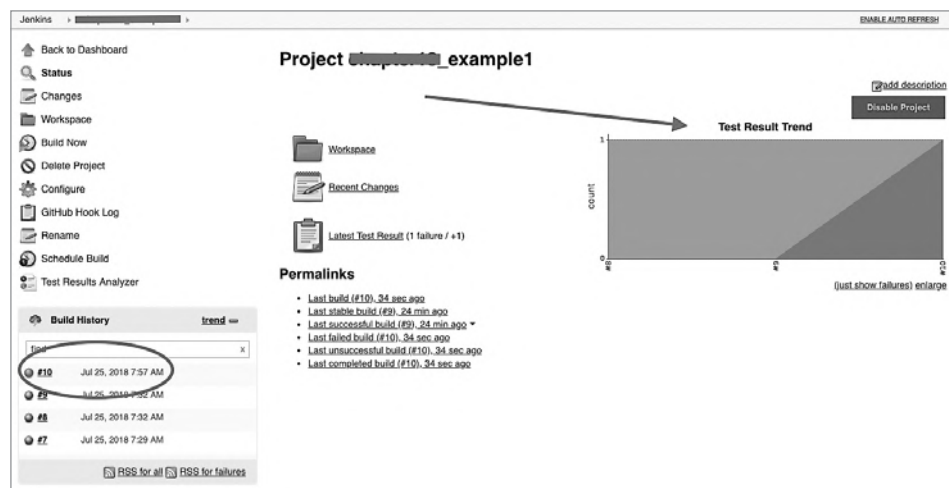 Jenkins
ENABLE AUTO REFRESH
Back to Dashboard
Status
Changes
Workspace
Build Now
Delete Project
Configure
GitHub Hook Log
Rename
Schedule Build
Test Results Analyzer
Build History trend
find x
#10 Jul 25, 2018 7:57 AM
#9 Jul 25, 2018 7:32 AM
#8 Jul 25, 2018 7:32 AM
#7 Jul 25, 2018 7:29 AM
RSS for all RSS for failures
Project _example1
add description
Disable Project
Workspace
Recent Changes
Latest Test Result (1 failure / +1)
Permalinks
Last build (#10), 34 sec ago
Last stable build (#9), 24 min ago
Last successful build (#9), 24 min ago
Last failed build (#10), 34 sec ago
Last unsuccessful build (#10), 34 sec ago
Last completed build (#10), 34 sec ago
Test Result Trend
1
count
0
#8
#9
#10
(just show failures) enlarge